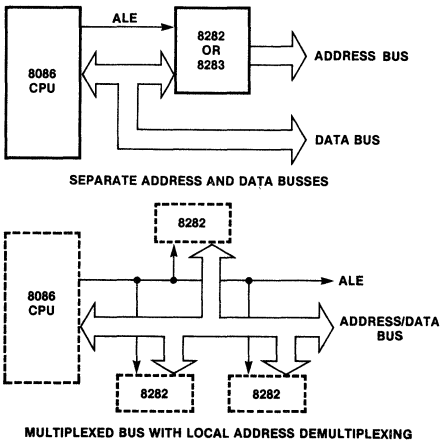 ALE
8086
CPU
8282
OR
8283
ADDRESS BUS
DATA BUS
SEPARATE ADDRESS AND DATA BUSSES
8282
8086
CPU
ALE
ADDRESS/DATA
BUS
8282
8282
MULTIPLEXED BUS WITH LOCAL ADDRESS DEMULTIPLEXING